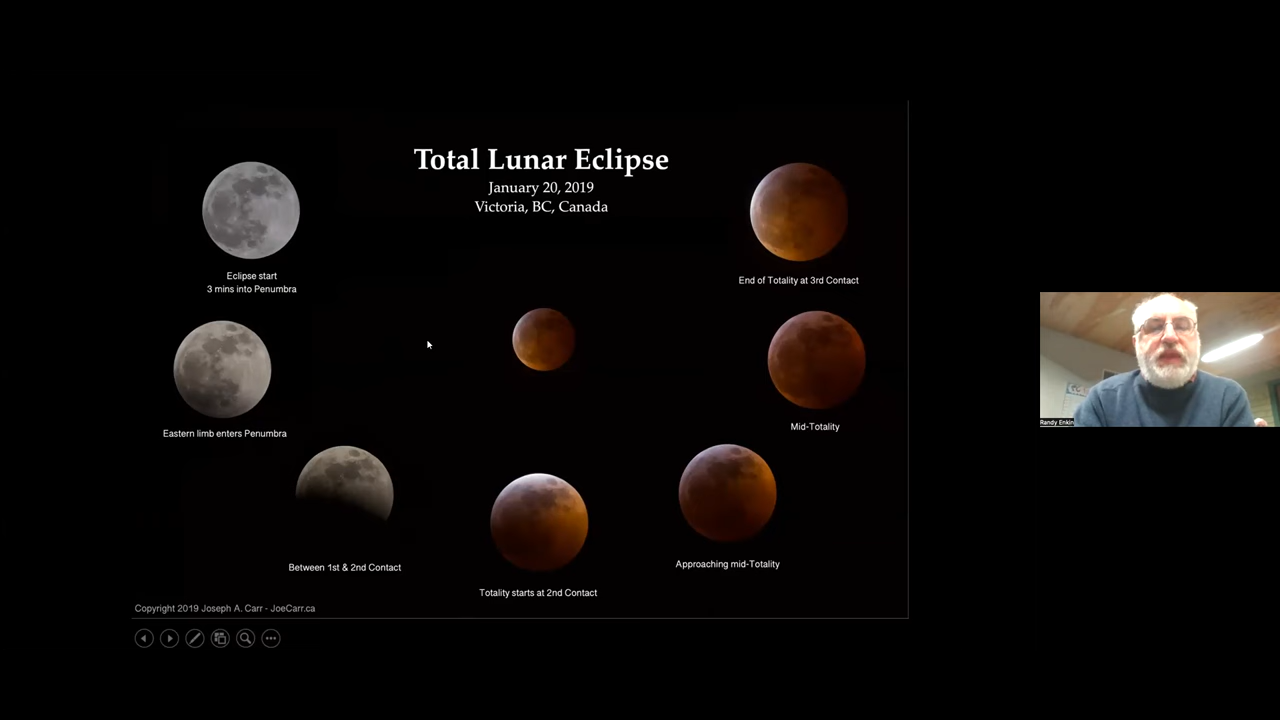 Total Lunar Eclipse
January 20, 2019
Victoria, BC, Canada
Eclipse start
3 mins into Penumbra
End of Totality at 3rd Contact
Eastern limb enters Penumbra
Mid-Totality
Between 1st & 2nd Contact
Approaching mid-Totality
Totality starts at 2nd Contact
Copyright 2019 Joseph A. Carr - JoeCarr.ca
Randy Enkin